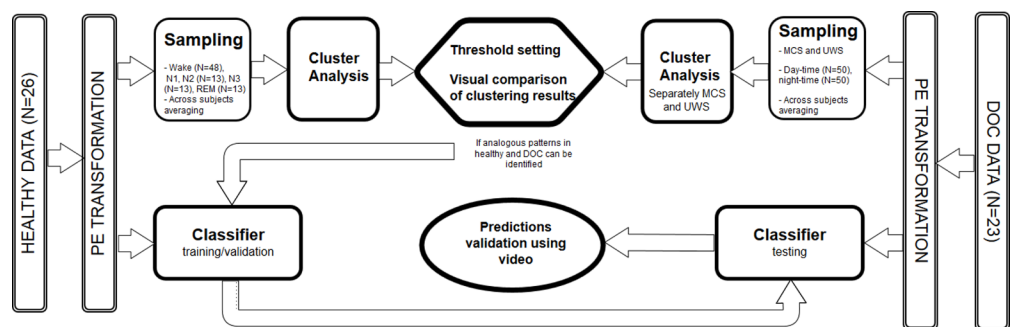 HEALTHY DATA (N=26)
PE TRANSFORMATION
Sampling
- Wake (N=48),
N1, N2 (N=13), N3
(N=13), REM (N=13)
- Across subjects
averaging
Cluster
Analysis
Threshold setting
Visual comparison
of clustering results
Cluster
Analysis
Separately MCS
and UWS
Sampling
- MCS and UWS
- Day-time (N=50),
night-time (N=50)
- Across subjects
averaging
PE TRANSFORMATION
DOC DATA (N=23)
If analogous patterns in
healthy and DOC can be
identified
Classifier
training/validation
Predictions
validation using
video
Classifier
testing